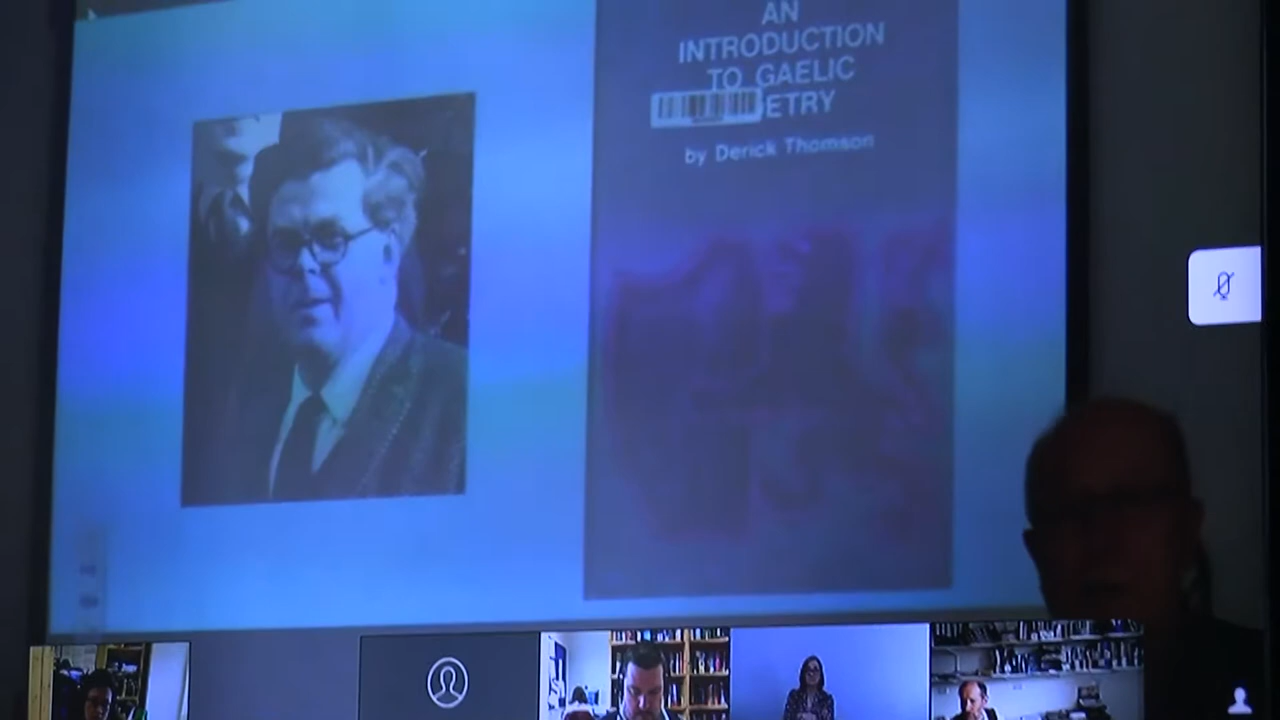 AN
INTRODUCTION
TO GAELIC
ETRY
by Derick Thomson